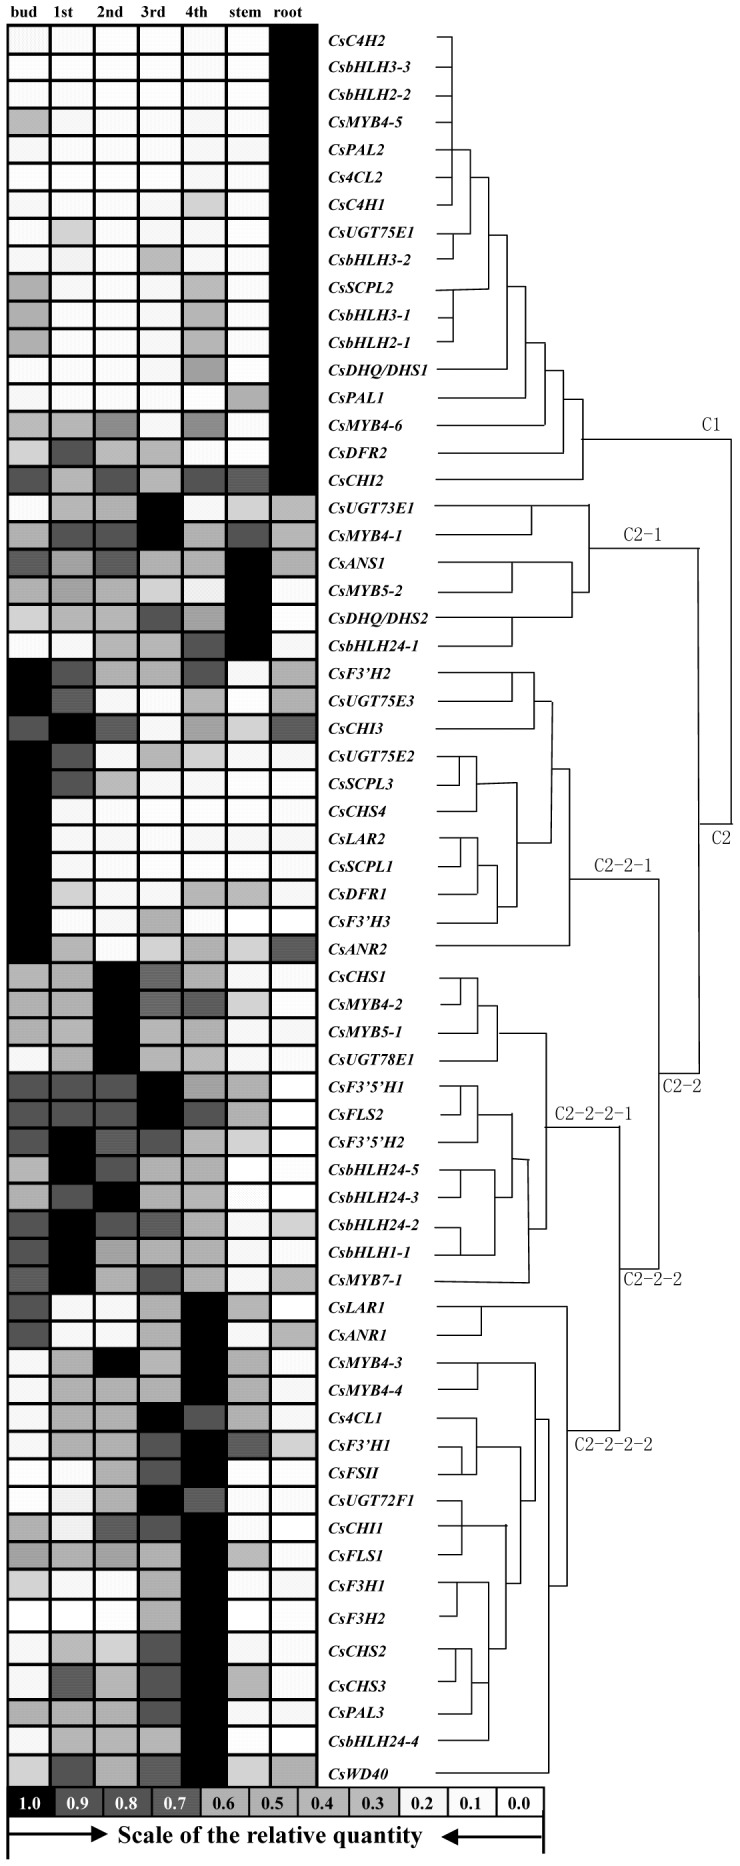 bud 1st 2nd 3rd 4th stem root
CsC4H2
CsbHLH3-3
CsbHLH2-2
CsMYB4-5
CsPAL2
Cs4CL2
CsC4H1
CsUGT75E1
CsbHLH3-2
CsSCPL2
CsbHLH3-1
CsbHLH2-1
CsDHQ/DHS1
CsPAL1
CsMYB4-6
C1
CsDFR2
CsCHI2
CsUGT73E1
CsMYB4-1
C2-1
CsANS1
CsMYB5-2
CsDHQ/DHS2
CsbHLH24-1
CsF3’H2
CsUGT75E3
CsCHI3
CsUGT75E2
CsSCPL3
CsCHS4
CsLAR2
C2
CsSCPL1
C2-2-1
CsDFR1
CsF3’H3
CsANR2
CsCHS1
CsMYB4-2
CsMYB5-1
CsUGT78E1
CsF3’5’H1
C2-2
CsFLS2
C2-2-2-1
CsF3’5’H2
CsbHLH24-5
CsbHLH24-3
CsbHLH24-2
CsbHLH1-1
CsMYB7-1
C2-2-2
CsLAR1
CsANR1
CsMYB4-3
CsMYB4-4
Cs4CL1
CsF3’H1
C2-2-2-2
CsFSII
CsUGT72F1
CsCHI1
CsFLS1
CsF3H1
CsF3H2
CsCHS2
CsCHS3
CsPAL3
CsbHLH24-4
CsWD40
1.0 0.9 0.8 0.7 0.6 0.5 0.4 0.3 0.2 0.1 0.0
Scale of the relative quantity